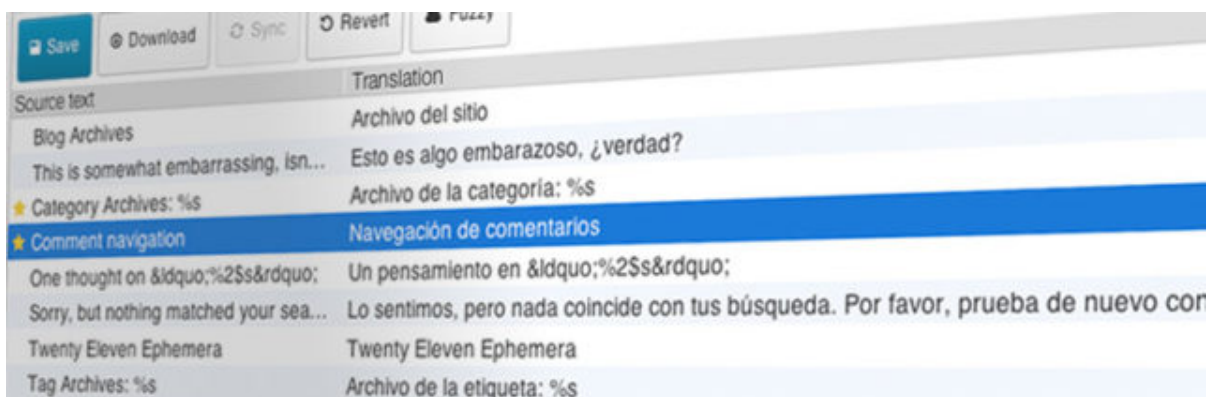 Save Download Sync Revert Fuzzy
Source text Translation
Blog Archives Archivo del sitio
This is somewhat embarrassing, isn... Esto es algo embarazoso, ¿verdad?
Category Archives: %s Archivo de la categoría: %s
Comment navigation Navegación de comentarios
One thought on &ldquo;%2$s&rdquo; Un pensamiento en &ldquo;%2$s&rdquo;
Sorry, but nothing matched your sea... Lo sentimos, pero nada coincide con tus búsqueda. Por favor, prueba de nuevo con
Twenty Eleven Ephemera Twenty Eleven Ephemera
Tag Archives: %s Archivo de la etiqueta: %s